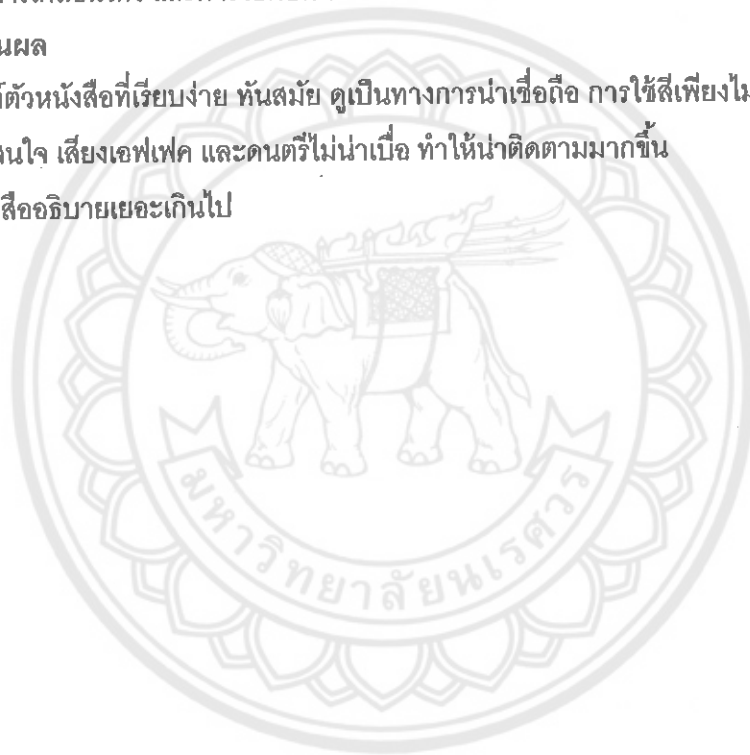 นผล
ตัวหนังสือที่เรียบง่าย ทันสมัย ดูเป็นทางการน่าเชื่อถือ การใช้สีเพียงไม
นใจ เสียงเอฟเฟค และดนตรีไม่น่าเบื่อ ทำให้น่าติดตามมากขึ้น
สืออธิบายเยอะเกินไป
มหาวิทยาลัยนเรศวร